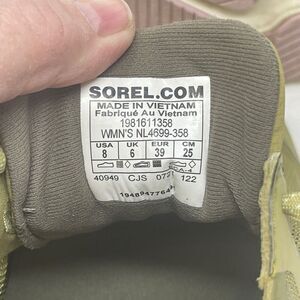 SOREL.COM
MADE IN VIETNAM
Fabriqué Au Vietnam
1981611358
WMN'S NL4699-358
USA UK EUR CM
8 6 39 25
40949 CJS 122